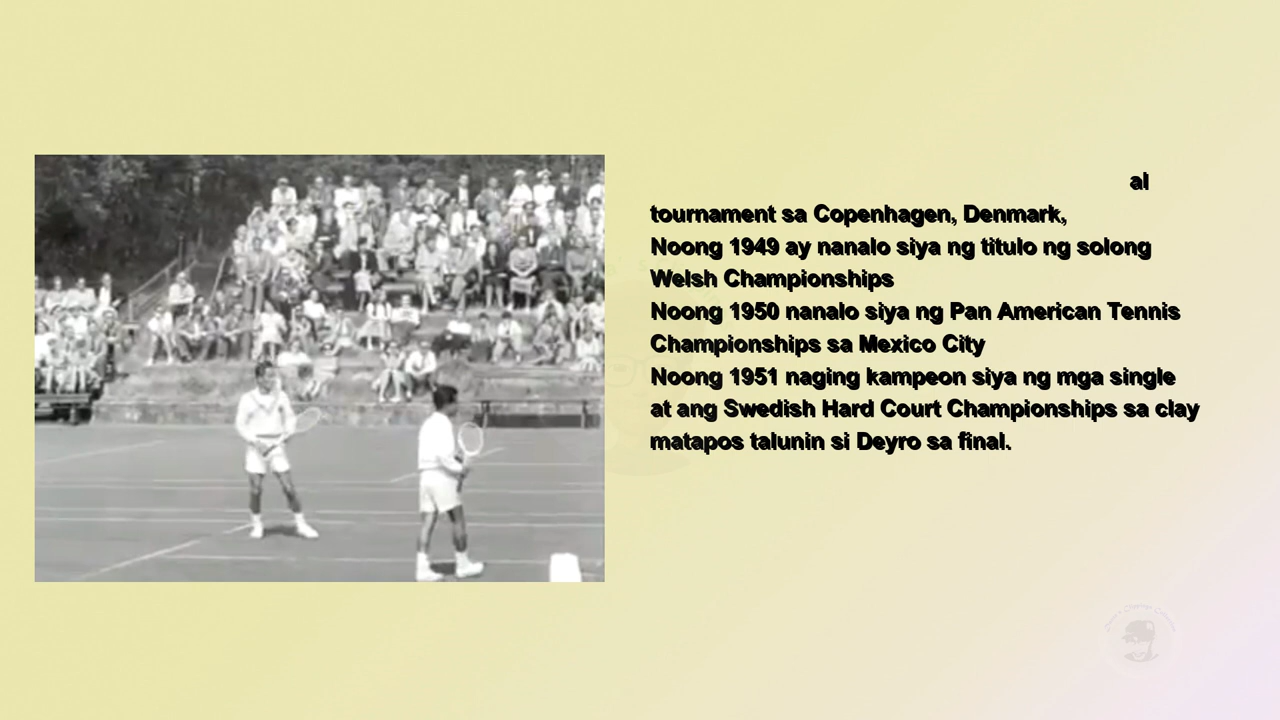 al
tournament sa Copenhagen, Denmark,
Noong 1949 ay nanalo siya ng titulo ng solong
Welsh Championships
Noong 1950 nanalo siya ng Pan American Tennis
Championships sa Mexico City
Noong 1951 naging kampeon siya ng mga single
at ang Swedish Hard Court Championships sa clay
matapos talunin si Deyro sa final.